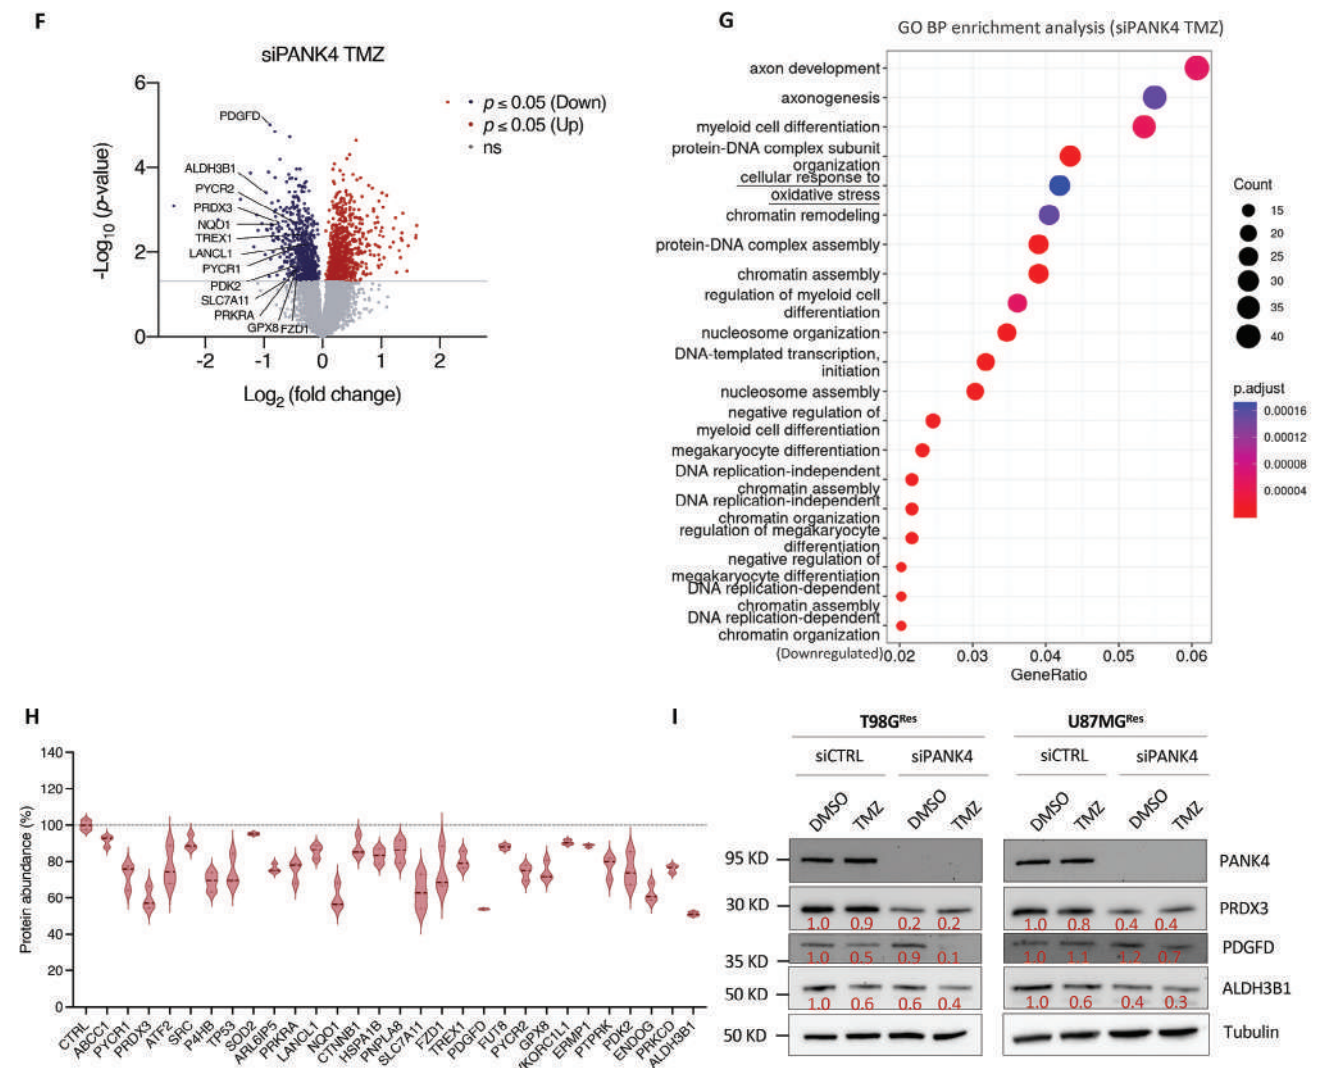 F
siPANK4 TMZ
6
4
2
0
-Log10 (p-value)
-2
-1
0
1
2
Log2 (fold change)
p ≤ 0.05 (Down)
p ≤ 0.05 (Up)
ns
PDGFD
ALDH3B1
PYCR2
PRDX3
NQO1
TREX1
LANCL1
PYCR1
PDK2
SLC7A11
PRKRA
GPX8 FZD1
G
GO BP enrichment analysis (siPANK4 TMZ)
axon development
axonogenesis
myeloid cell differentiation
protein-DNA complex subunit
organization
cellular response to
oxidative stress
chromatin remodeling
protein-DNA complex assembly
chromatin assembly
regulation of myeloid cell
differentiation
nucleosome organization
DNA-templated transcription,
initiation
nucleosome assembly
negative regulation of
myeloid cell differentiation
megakaryocyte differentiation
DNA replication-independent
chromatin assembly
DNA replication-independent
chromatin organization
regulation of megakaryocyte
differentiation
negative regulation of
megakaryocyte differentiation
DNA replication-dependent
chromatin assembly
DNA replication-dependent
chromatin organization
(Downregulated)
0.02
0.03
0.04
0.05
0.06
GeneRatio
Count
15
20
25
30
35
40
p.adjust
0.00016
0.00012
0.00008
0.00004
H
Protein abundance (%)
140
120
100
80
60
40
20
0
CTRL
ABCC1
PYCR1
PRDX3
ATF2
SRC
P4HB
TP53
SOD2
ARL6IP5
PRKRA
LANCL1
NQO1
CTNNB1
HSPA1B
PNPLA8
SLC7A11
FZD1
TREX1
PDGFD
FUT8
PYCR2
GPX8
VKORC1L1
ERMP1
PTPRK
PDK2
ENDOG
PRKCD
ALDH3B1
I
T98GRes
U87MGRes
siCTRL
siPANK4
siCTRL
siPANK4
DMSO
TMZ
DMSO
TMZ
DMSO
TMZ
DMSO
TMZ
95 KD
PANK4
30 KD
PRDX3
1.0 0.9 0.2 0.2
1.0 0.8 0.4 0.4
PDGFD
35 KD
1.0 0.5 0.9 0.1
1.0 1.1 1.2 0.7
50 KD
ALDH3B1
1.0 0.6 0.6 0.4
1.0 0.6 0.4 0.3
50 KD
Tubulin